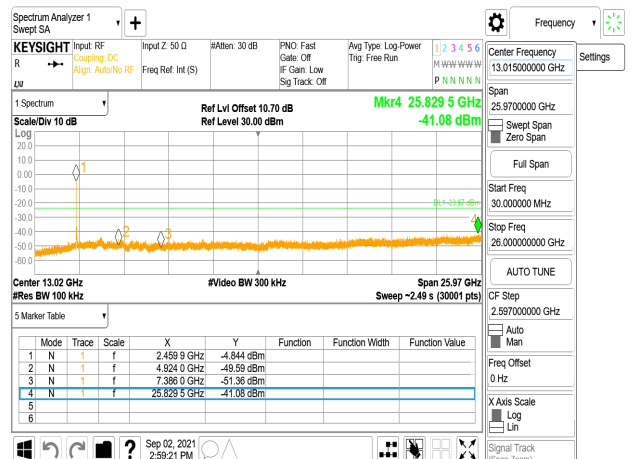 Spectrum Analyzer 1
Swept SA
Frequency
KEYSIGHT
R
Input: RF
Coupling: DC
Align: Auto/No RF
Input Z: 50 Ω
Freq Ref: Int (S)
#Atten: 30 dB
PNO: Fast
Gate: Off
IF Gain: Low
Sig Track: Off
Avg Type: Log-Power
Trig: Free Run
1 2 3 4 5 6
M W W W W W
P N N N N N
Center Frequency
13.015000000 GHz
Settings
Span
25.9700000 GHz
Swept Span
Zero Span
Full Span
Start Freq
30.000000 MHz
Stop Freq
26.000000000 GHz
AUTO TUNE
CF Step
2.597000000 GHz
Auto
Man
Freq Offset
0 Hz
X Axis Scale
Log
Lin
Signal Track
(Span Zoom)
1 Spectrum
Scale/Div 10 dB
Ref Lvl Offset 10.70 dB
Ref Level 30.00 dBm
Mkr4 25.829 5 GHz
-41.08 dBm
Log
20.0
10.0
0.00
-10.0
-20.0
-30.0
-40.0
-50.0
-60.0
1
2
3
4
DL1 -23.67 dBm
Center 13.02 GHz
#Res BW 100 kHz
#Video BW 300 kHz
Span 25.97 GHz
Sweep ~2.49 s (30001 pts)
5 Marker Table
Mode Trace Scale X Y Function Function Width Function Value
1 N 1 f 2.459 9 GHz -4.844 dBm
2 N 1 f 4.924 0 GHz -49.59 dBm
3 N 1 f 7.386 0 GHz -51.36 dBm
4 N 1 f 25.829 5 GHz -41.08 dBm
5
6
?
Sep 02, 2021
2:59:21 PM